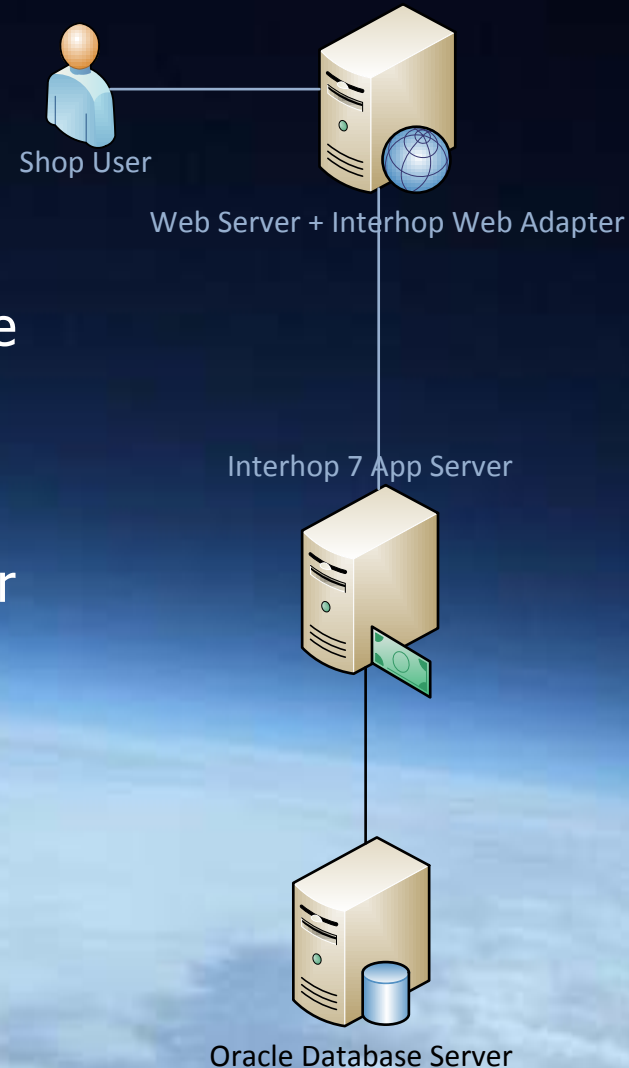 Shop User
Web Server + Interhop Web Adapter
e
Interhop 7 App Server
r
Oracle Database Server